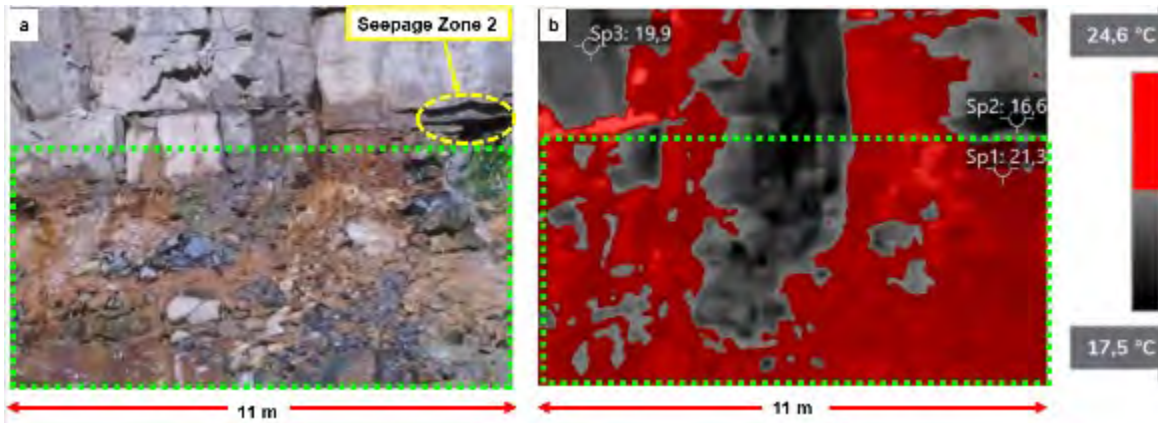 a
Seepage Zone 2
11 m
b
Sp3: 19,9
Sp2: 16,6
Sp1: 21,3
11 m
24,6 °C
17,5 °C